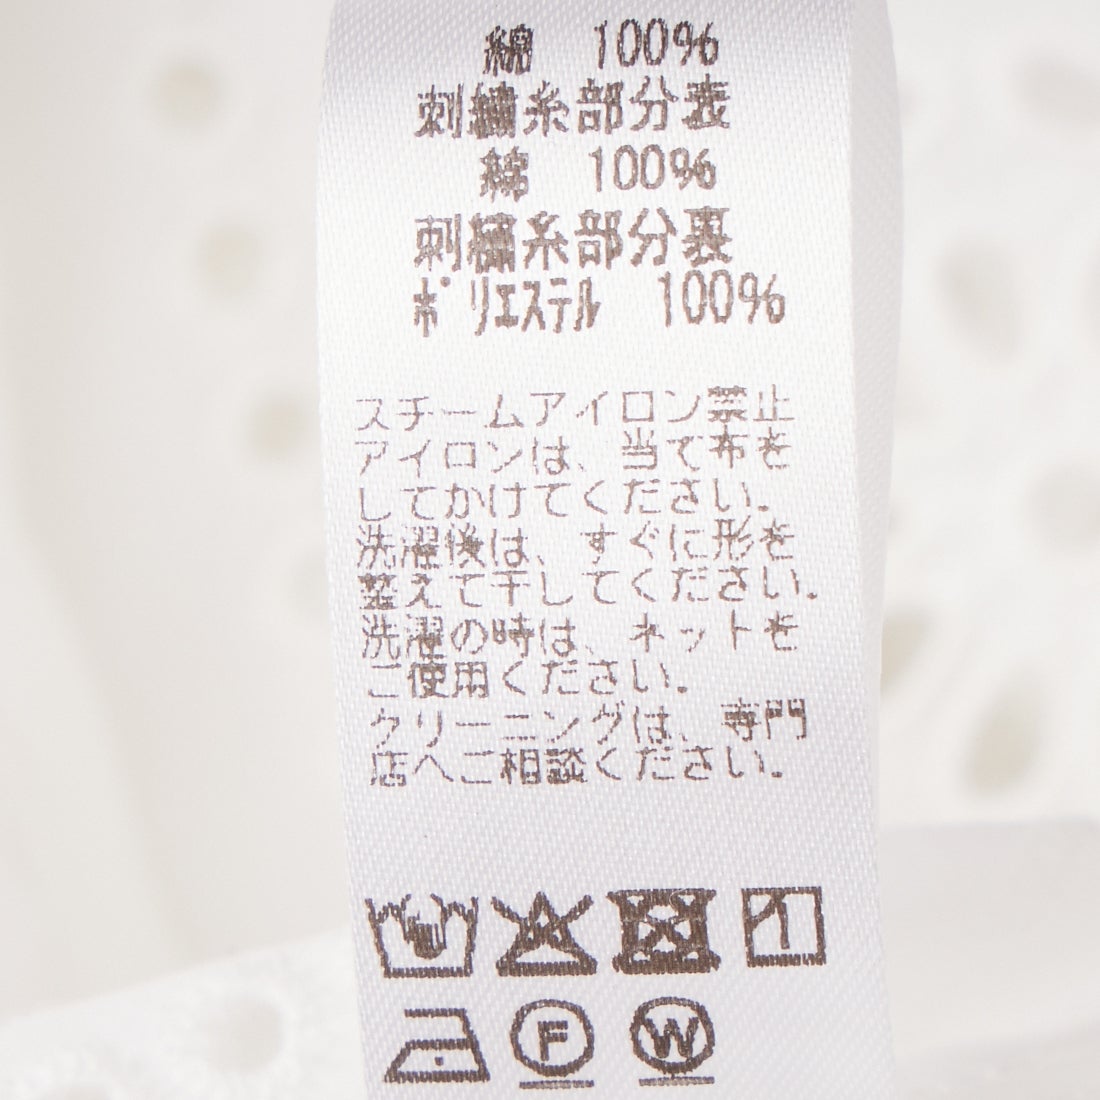 綿 100%
刺繍糸部分表
綿 100%
刺繍糸部分裏
ポリエステル 100%
スチームアイロン禁止
アイロンは、当て布を
してかけてください。
洗濯後は、すぐに形を
整えて干してください。
洗濯の時は、ネットを
ご使用ください。
クリーニングは、専門
店へご相談ください。
F W